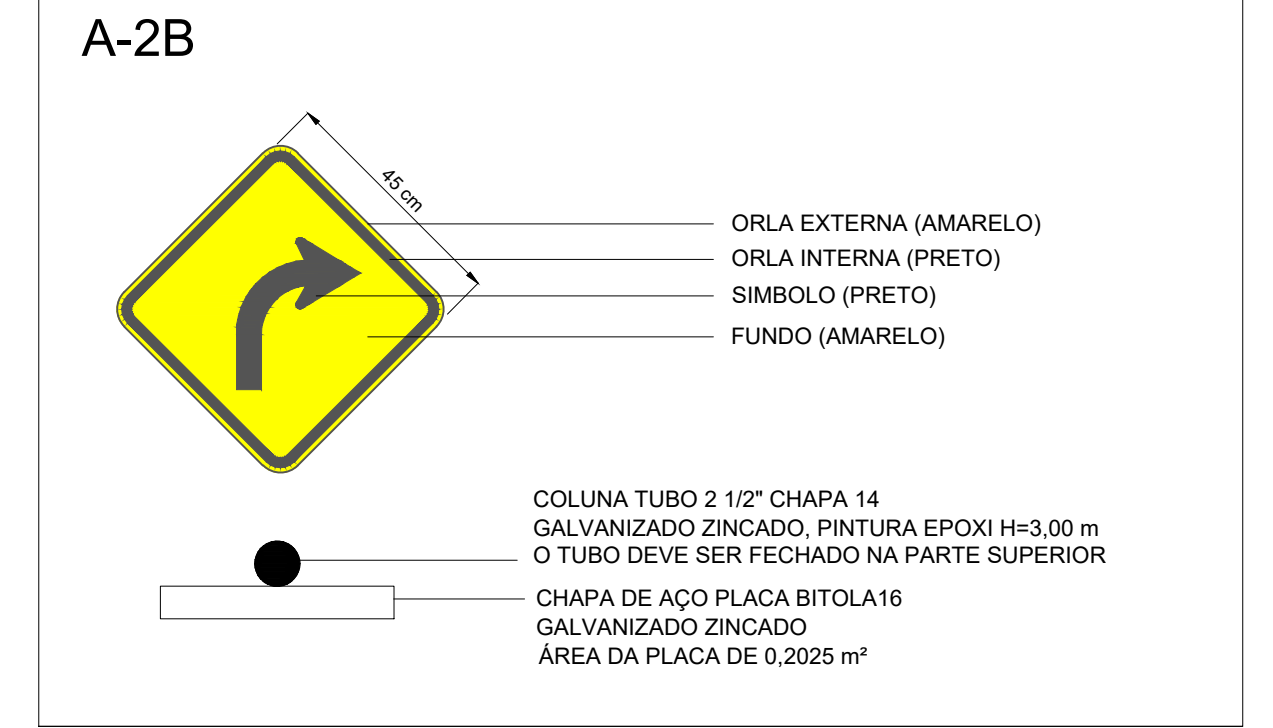 A-2B
45 cm
ORLA EXTERNA (AMARELO)
ORLA INTERNA (PRETO)
SIMBOLO (PRETO)
FUNDO (AMARELO)
COLUNA TUBO 2 1/2" CHAPA 14
GALVANIZADO ZINCADO, PINTURA EPOXI H=3,00 m
O TUBO DEVE SER FECHADO NA PARTE SUPERIOR
CHAPA DE AÇO PLACA BITOLA16
GALVANIZADO ZINCADO
ÁREA DA PLACA DE 0,2025 m²